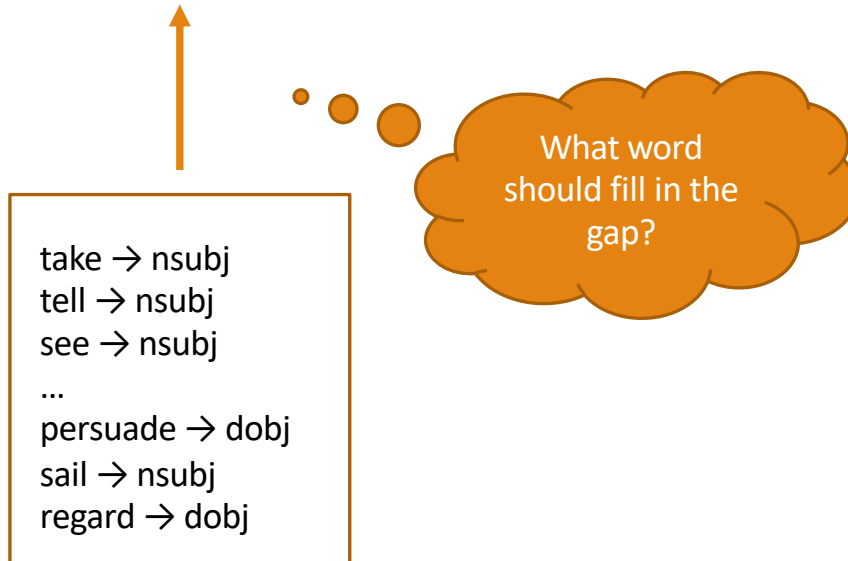 What word
should fill in the
gap?
take → nsubj
tell → nsubj
see → nsubj
...
persuade → dobj
sail → nsubj
regard → dobj